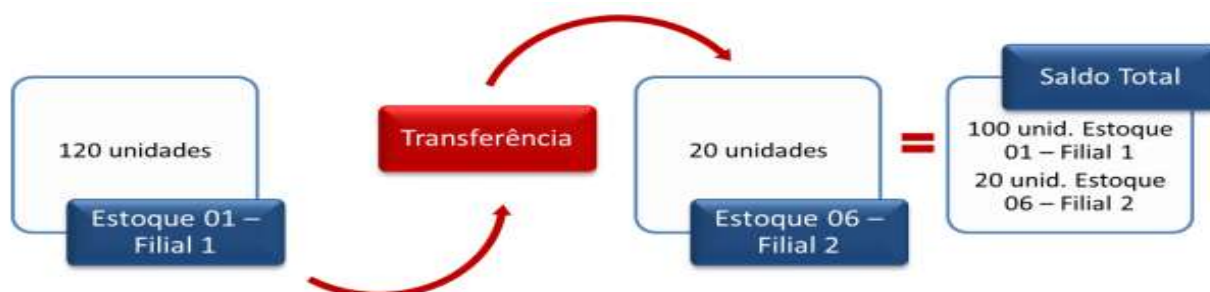 120 unidades
Estoque 01 –
Filial 1
Transferência
20 unidades
Estoque 06 –
Filial 2
Saldo Total
100 unid. Estoque
01 – Filial 1
20 unid. Estoque
06 – Filial 2